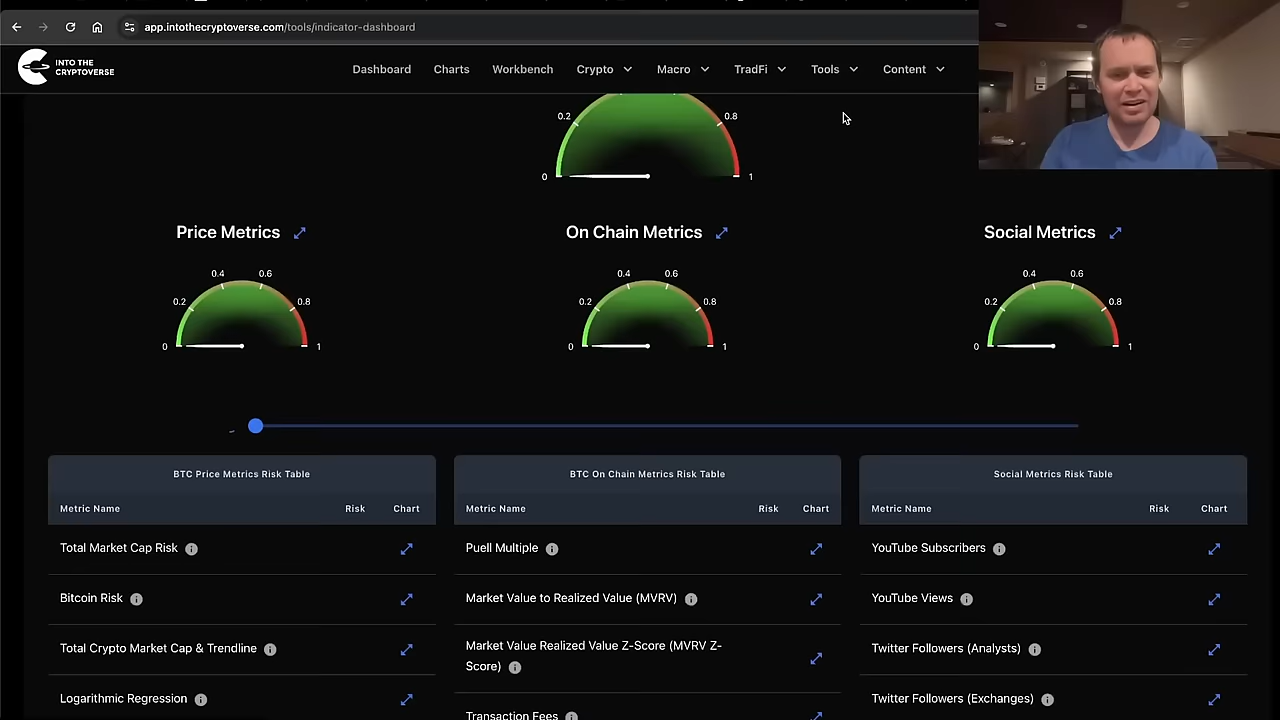 app.intothecryptoverse.com/tools/indicator-dashboard
INTO THE
CRYPTOVERSE
Dashboard Charts Workbench Crypto Macro TradFi Tools Content
0.2 0.8
0 1
Price Metrics On Chain Metrics Social Metrics
0.4 0.6 0.4 0.6 0.4 0.6
0.2 0.8 0.2 0.8 0.2 0.8
0 1 0 1 0 1
BTC Price Metrics Risk Table
Metric Name Risk Chart
Total Market Cap Risk
Bitcoin Risk
Total Crypto Market Cap & Trendline
Logarithmic Regression
BTC On Chain Metrics Risk Table
Metric Name Risk Chart
Puell Multiple
Market Value to Realized Value (MVRV)
Market Value Realized Value Z-Score (MVRV Z-
Score)
Transaction Fees
Social Metrics Risk Table
Metric Name Risk Chart
YouTube Subscribers
YouTube Views
Twitter Followers (Analysts)
Twitter Followers (Exchanges)